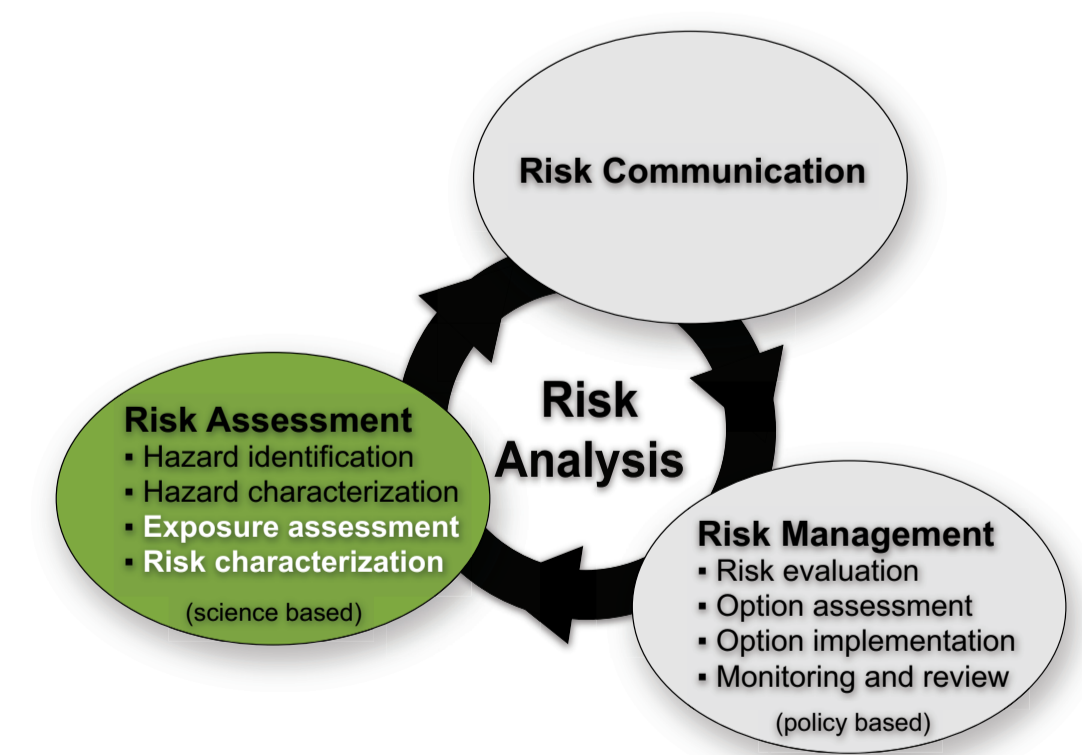 Risk Communication
Risk
Analysis
Risk Assessment
▪ Hazard identification
▪ Hazard characterization
▪ Exposure assessment
▪ Risk characterization
(science based)
Risk Management
▪ Risk evaluation
▪ Option assessment
▪ Option implementation
▪ Monitoring and review
(policy based)